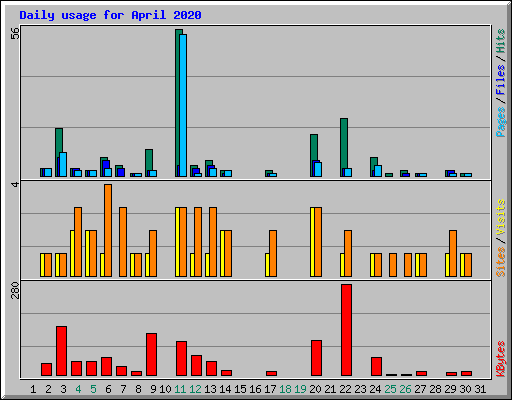 Daily usage for April 2020
56
Pages / Files / Hits
4
Sites / Visits
280
KBytes
1 2 3 4 5 6 7 8 9 10 11 12 13 14 15 16 17 18 19 20 21 22 23 24 25 26 27 28 29 30 31